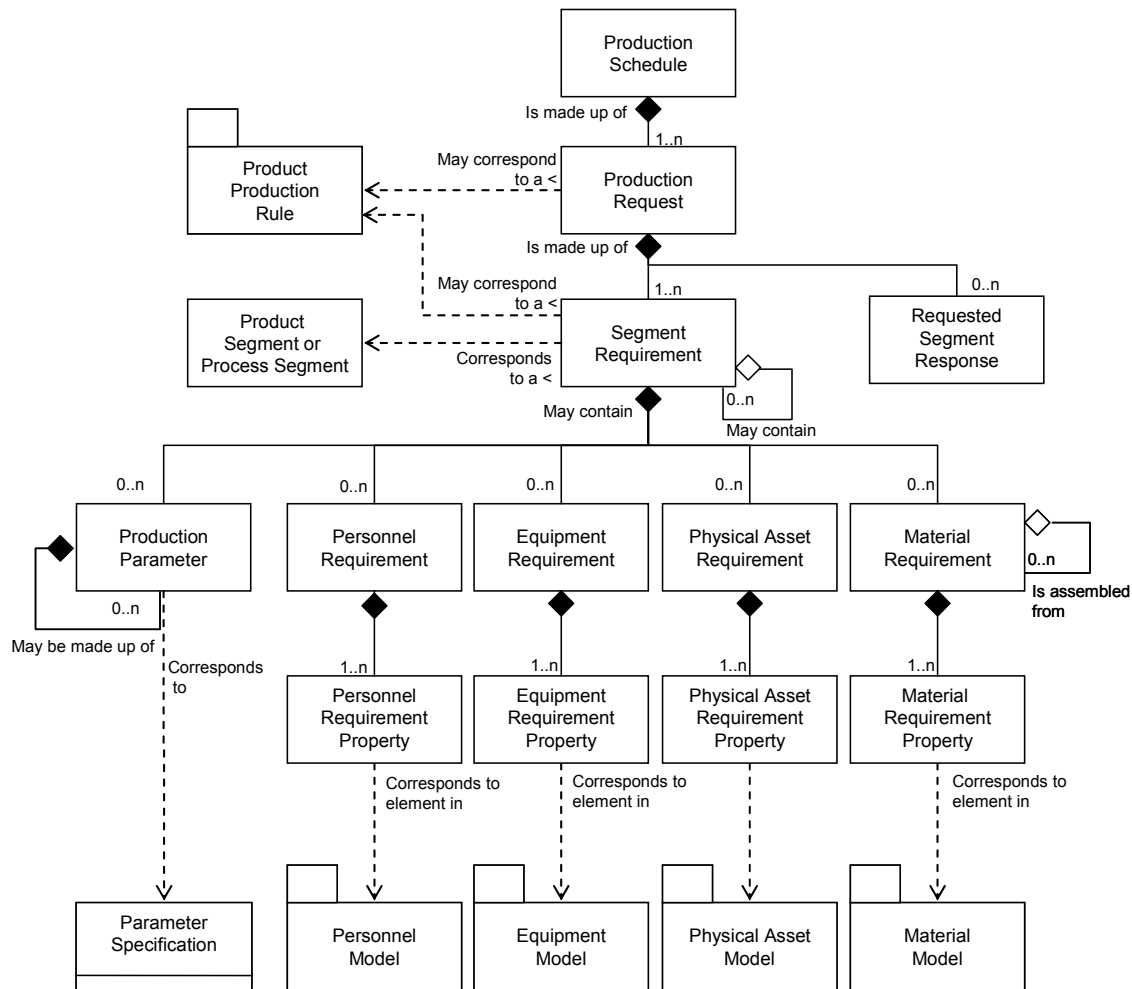 Production
Schedule
Is made up of
1..n
Product
Production
Rule
May correspond
to a <
Production
Request
Is made up of
May correspond
to a <
1..n
0..n
Product
Segment or
Process Segment
Corresponds
to a <
Segment
Requirement
Requested
Segment
Response
0..n
May contain
May contain
0..n
0..n
0..n
0..n
0..n
Production
Parameter
Personnel
Requirement
Equipment
Requirement
Physical Asset
Requirement
Material
Requirement
0..n
Is assembled
from
0..n
May be made up of
Corresponds
to
1..n
1..n
1..n
1..n
Personnel
Requirement
Property
Equipment
Requirement
Property
Physical Asset
Requirement
Property
Material
Requirement
Property
Corresponds to
element in
Corresponds to
element in
Corresponds to
element in
Parameter
Specification
Personnel
Model
Equipment
Model
Physical Asset
Model
Material
Model